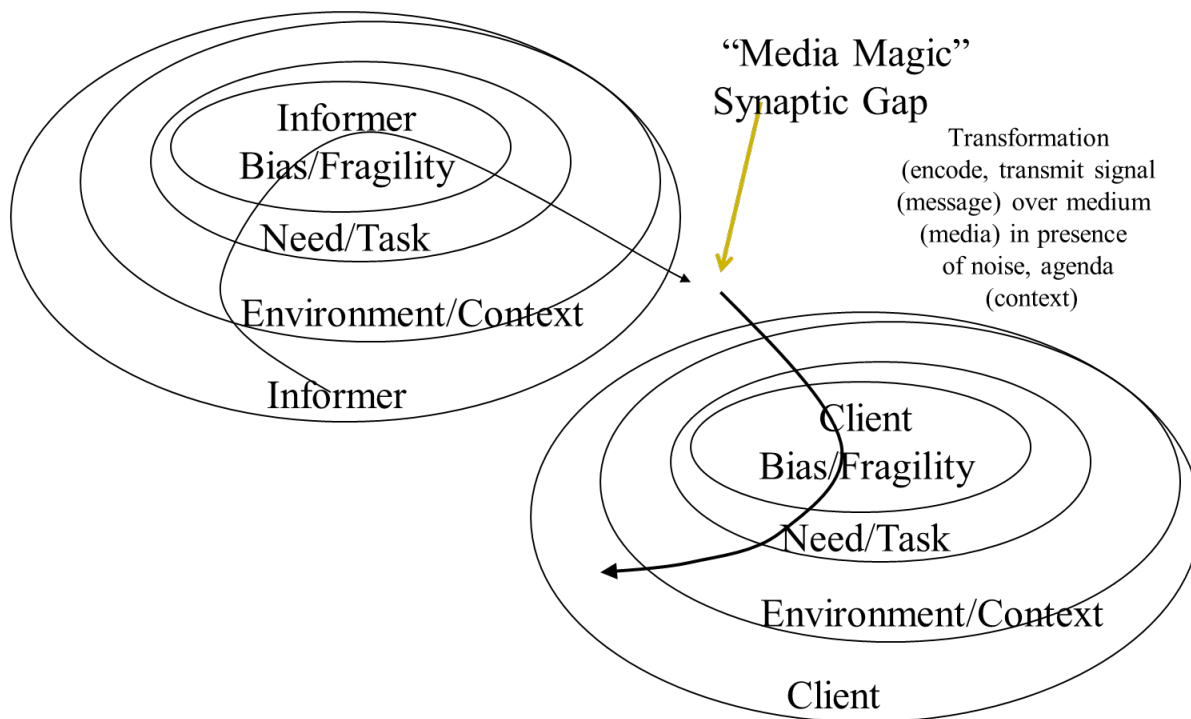 “Media Magic”
Synaptic Gap
Transformation
(encode, transmit signal
(message) over medium
(media) in presence
of noise, agenda
(context)
Informer
Bias/Fragility
Need/Task
Environment/Context
Informer
Client
Bias/Fragility
Need/Task
Environment/Context
Client